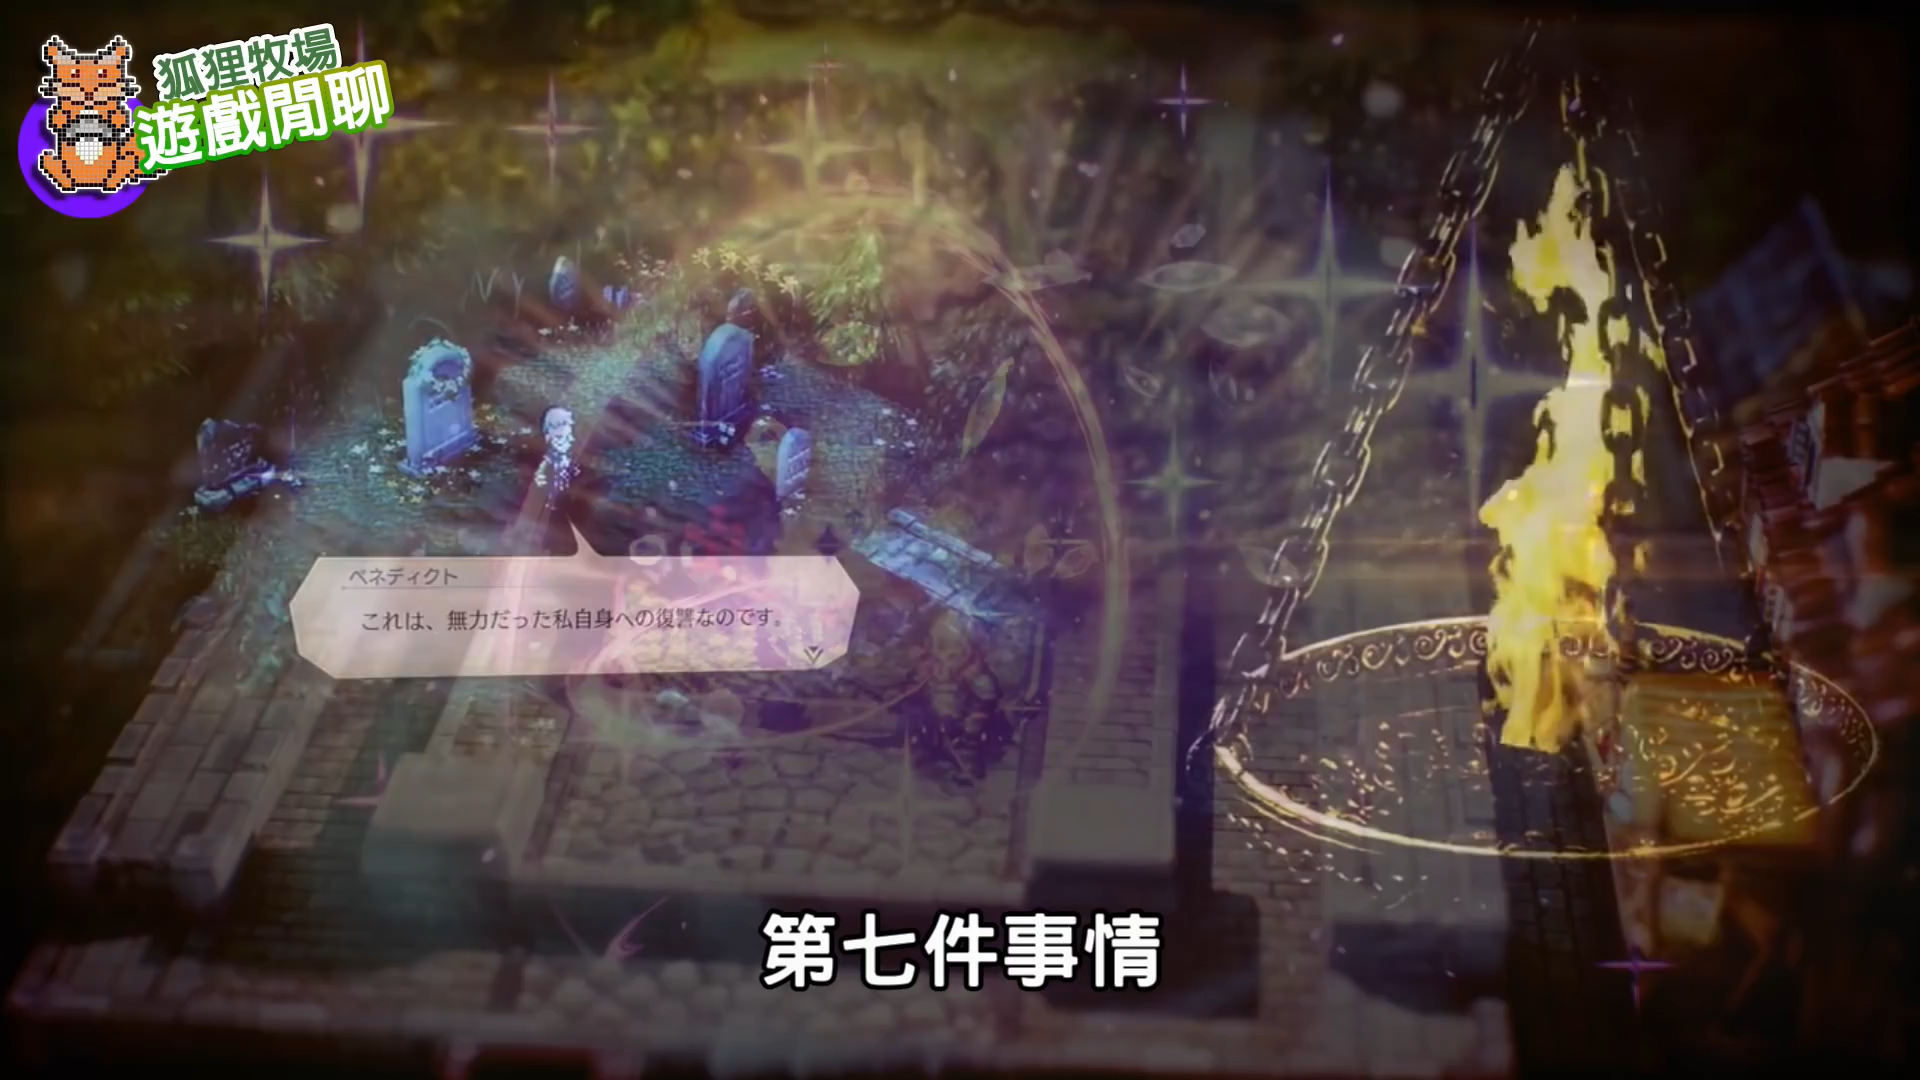 狐狸牧場
遊戲閒聊
ベネディクト
これは、無力だった私自身への復讐なのです。
第七件事情